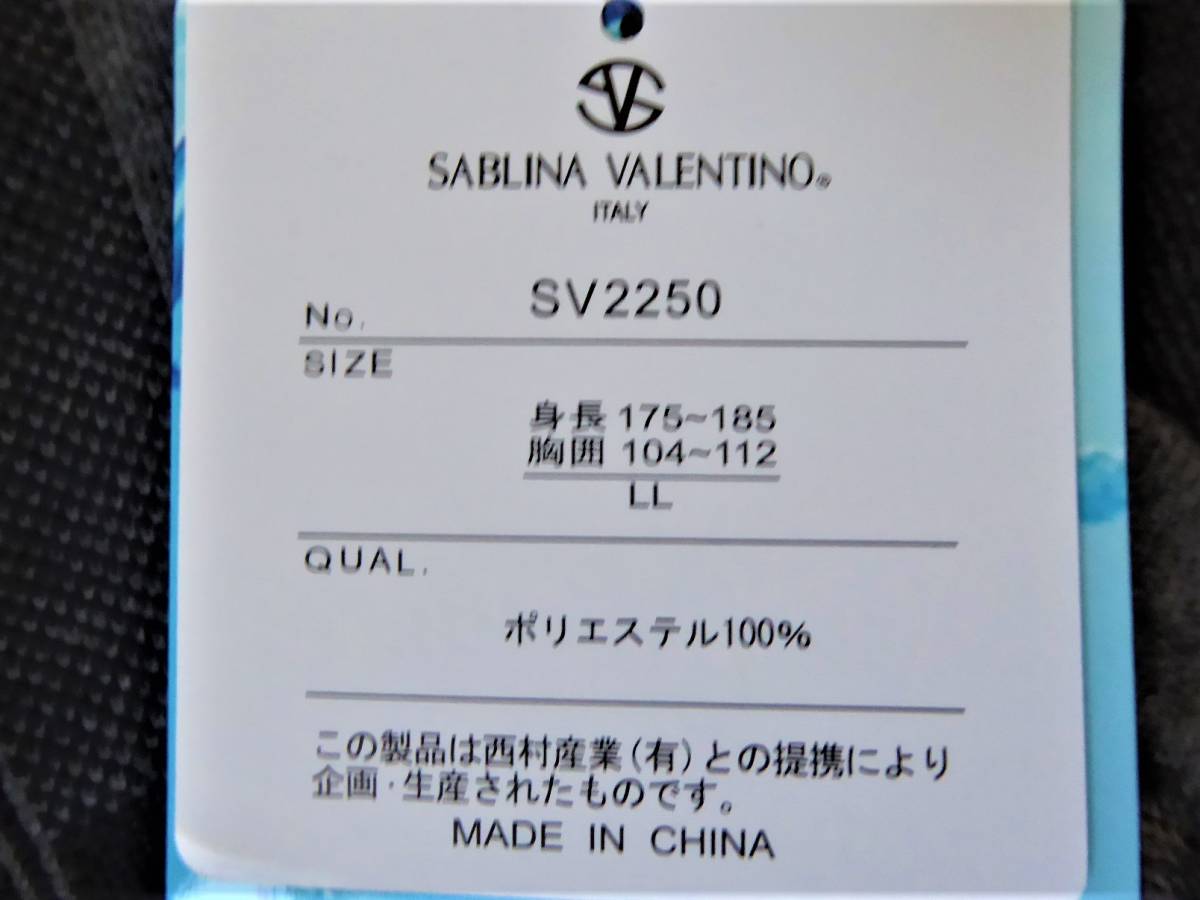 SV
SABLINA VALENTINO®
ITALY
No. SV2250
SIZE
身長 175~185
胸囲 104~112
LL
QUAL.
ポリエステル100%
この製品は西村産業(有)との提携により
企画・生産されたものです。
MADE IN CHINA